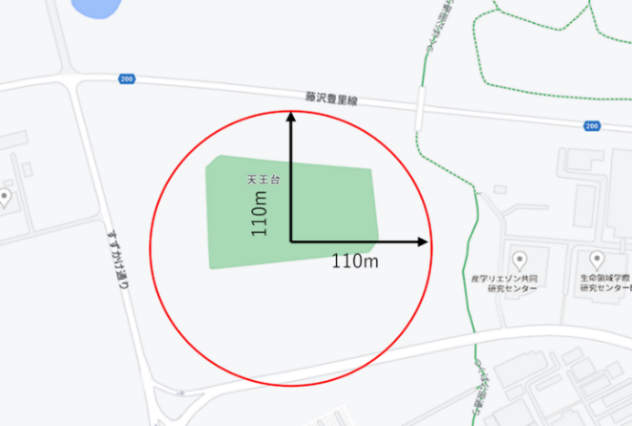 200
藤沢豊里線
200
天王台
110m
110m
すずかけ通り
産学リエゾン共同
研究センター
生命領域学際
研究センター